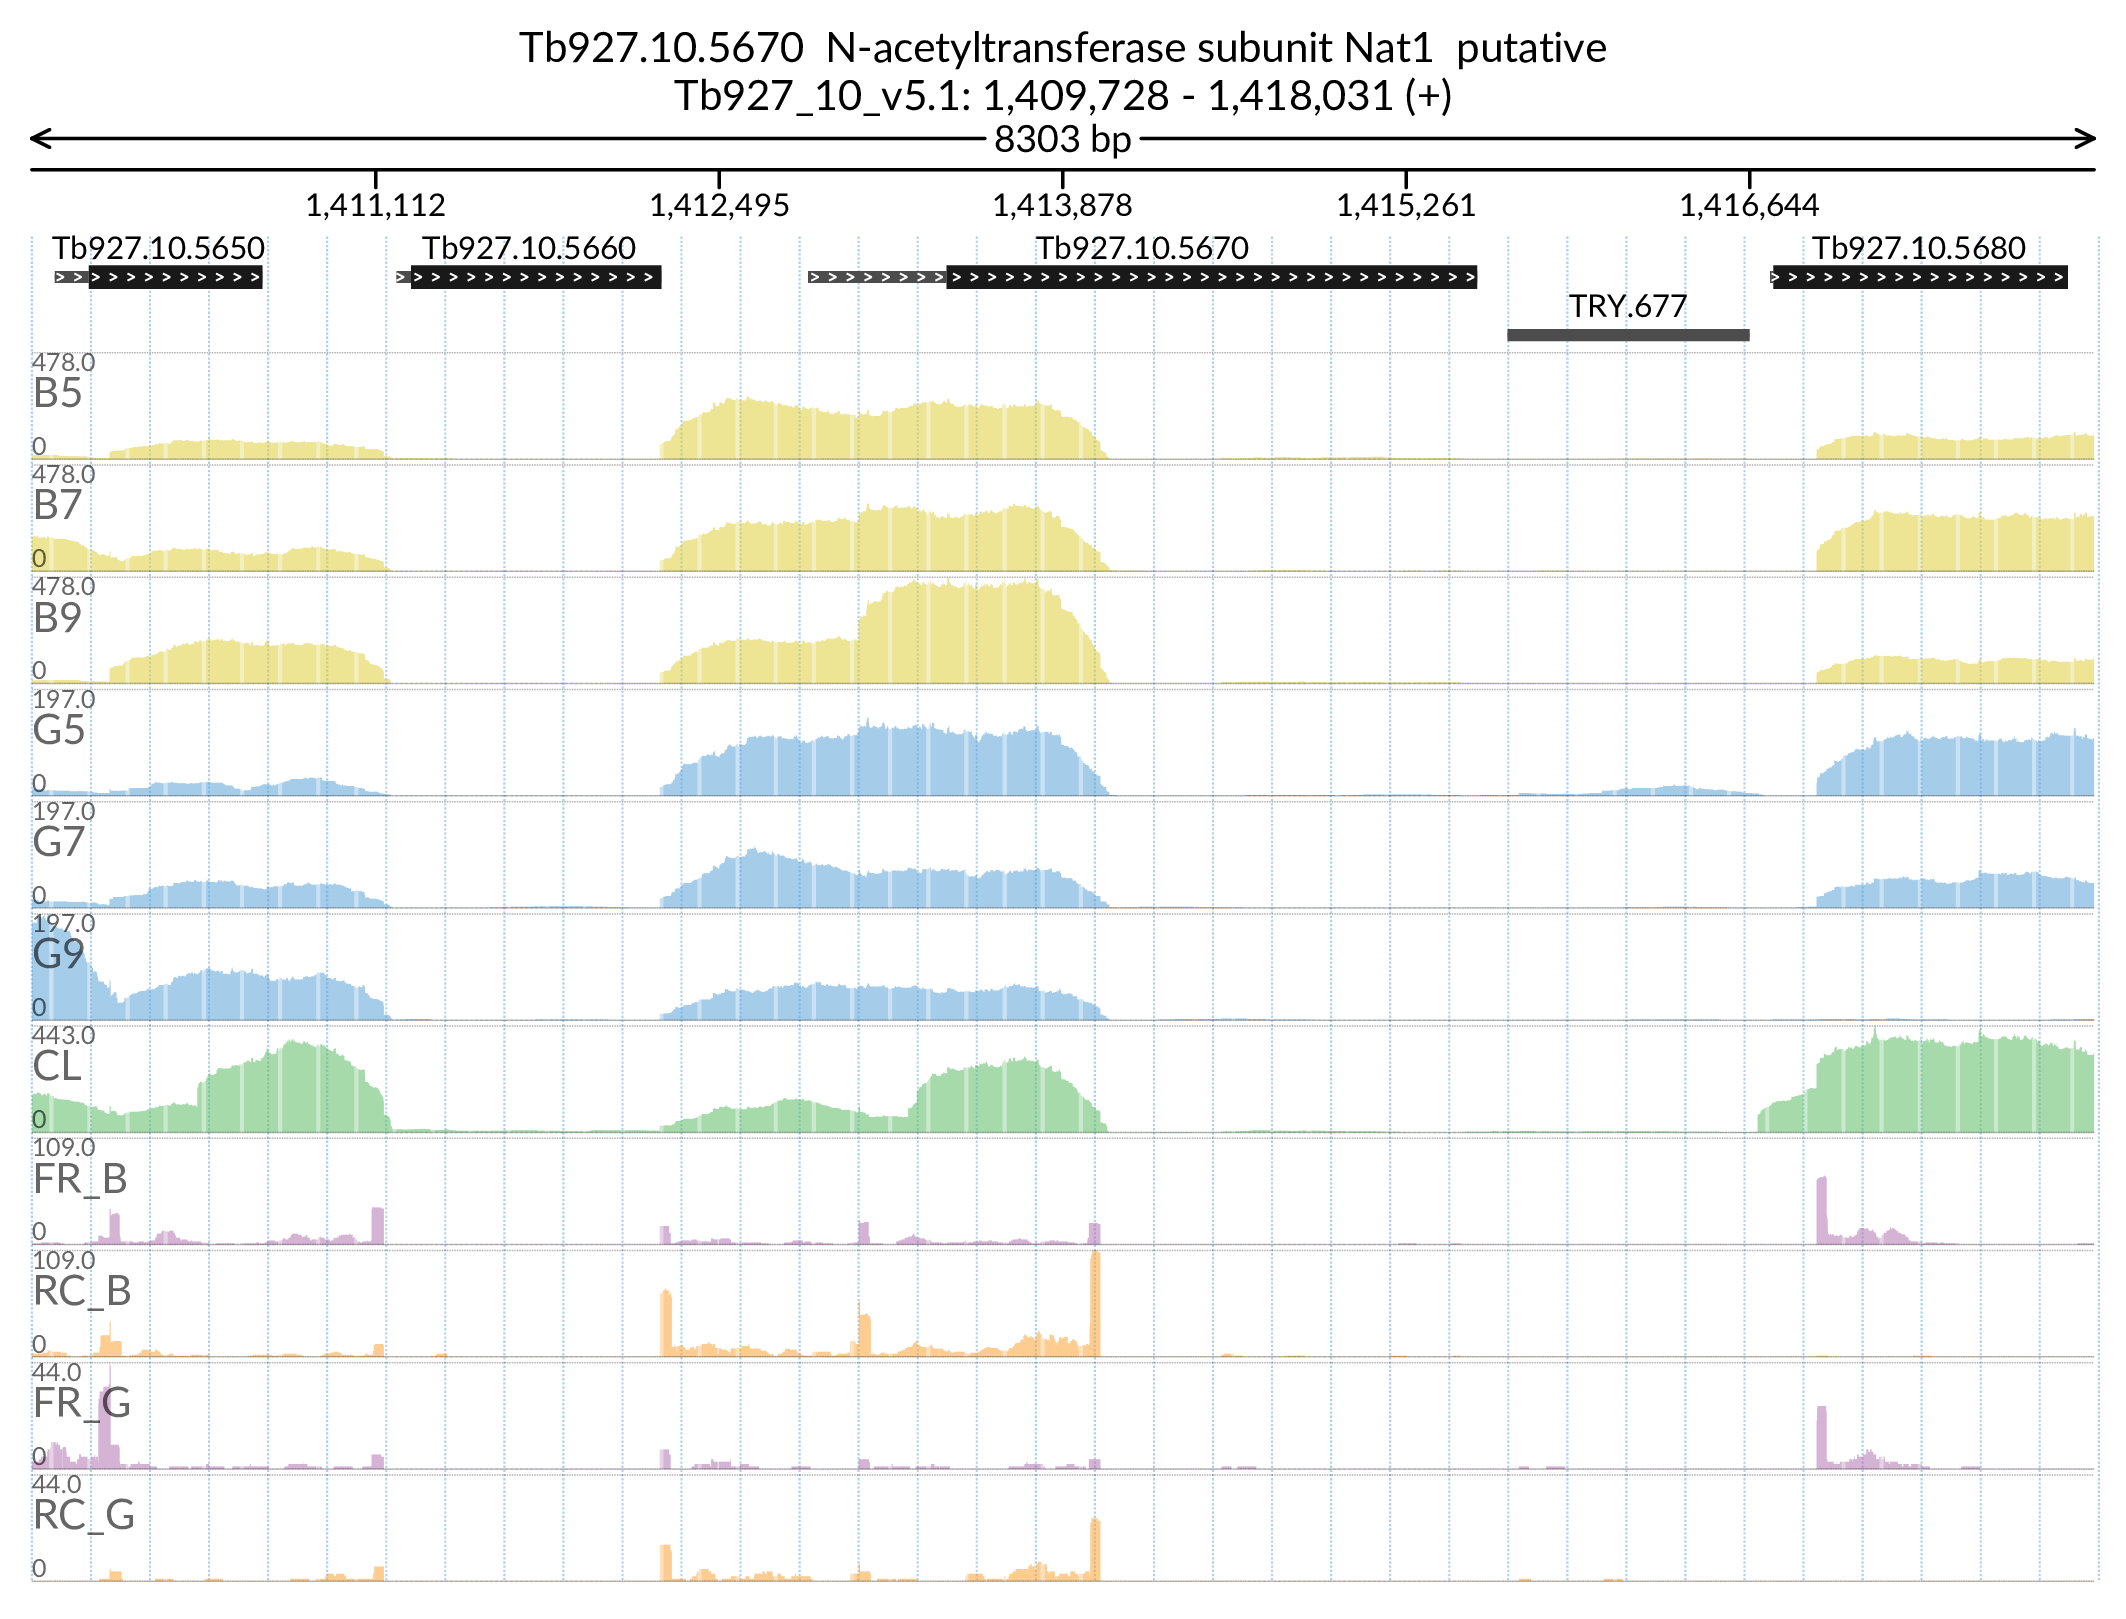 Tb927.10.5670 N-acetyltransferase subunit Nat1 putative
Tb927_10_v5.1: 1,409,728 - 1,418,031 (+)
8303 bp
1,411,112 1,412,495 1,413,878 1,415,261 1,416,644
Tb927.10.5650 Tb927.10.5660 Tb927.10.5670 Tb927.10.5680
TRY.677
478.0
B5
0
478.0
B7
0
478.0
B9
0
197.0
G5
0
197.0
G7
0
197.0
G9
0
443.0
CL
0
109.0
FR_B
0
109.0
RC_B
0
44.0
FR_G
0
44.0
RC_G
0